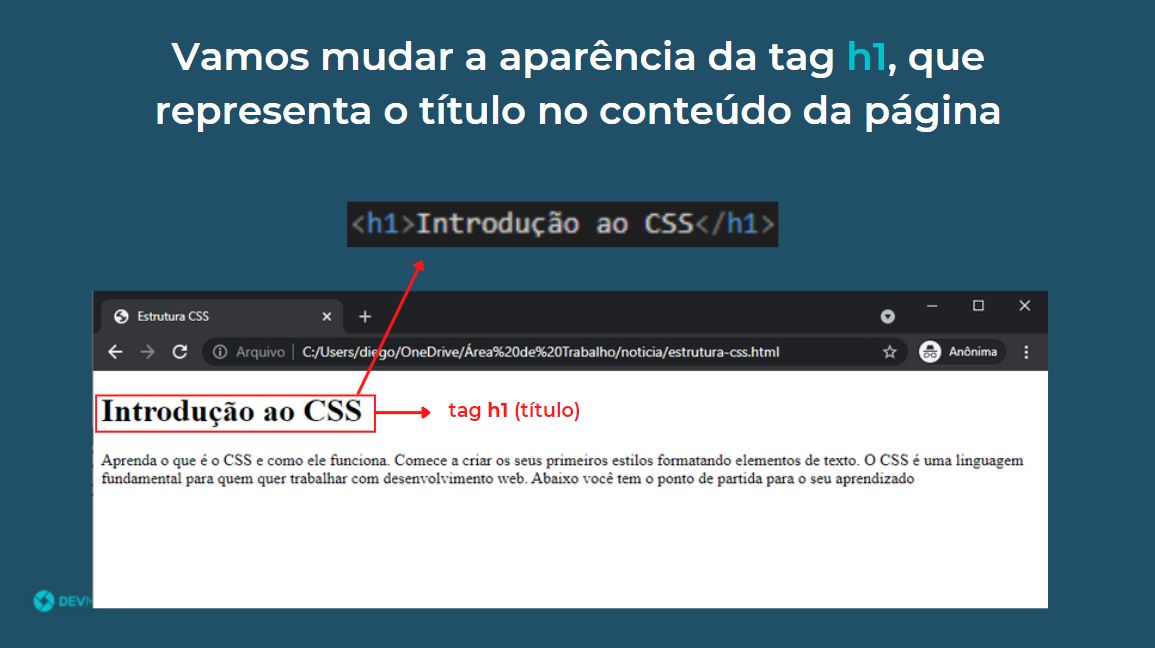 Vamos mudar a aparência da tag h1, que
representa o título no conteúdo da página
<h1>Introdução ao CSS</h1>
Estrutura CSS
Arquivo | C:/Users/diego/OneDrive/Área%20de%20Trabalho/noticia/estrutura-css.html
Anônima
Introdução ao CSS
tag h1 (título)
Aprenda o que é o CSS e como ele funciona. Comece a criar os seus primeiros estilos formatando elementos de texto. O CSS é uma linguagem
fundamental para quem quer trabalhar com desenvolvimento web. Abaixo você tem o ponto de partida para o seu aprendizado